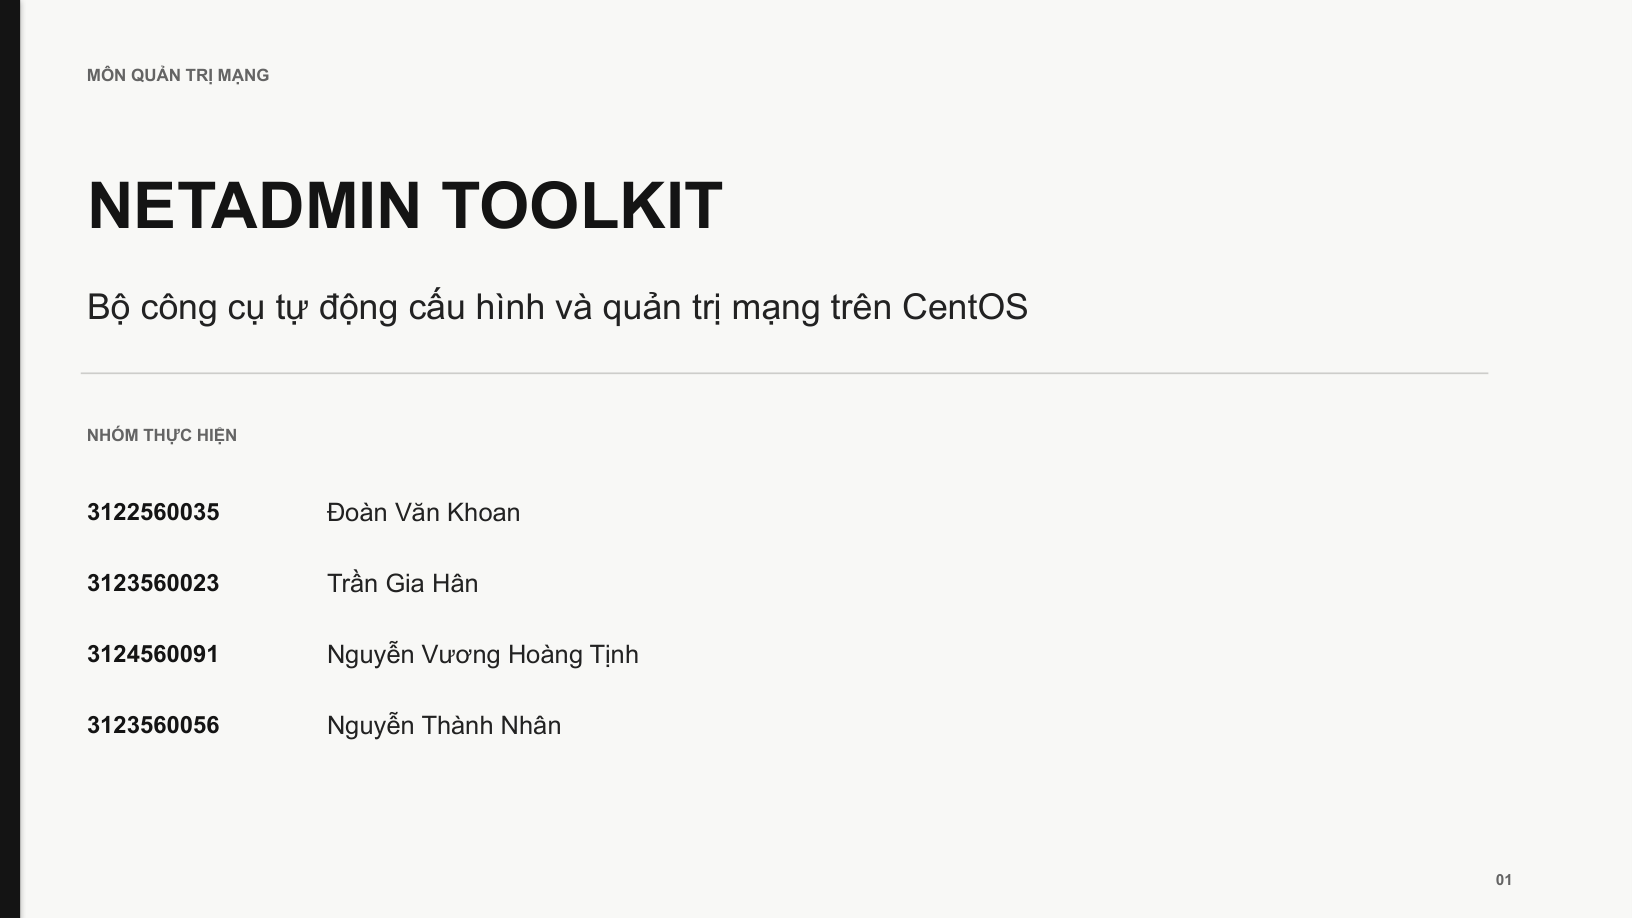 MÔN QUẢN TRỊ MẠNG
NETADMIN TOOLKIT
Bộ công cụ tự động cấu hình và quản trị mạng trên CentOS
NHÓM THỰC HIỆN
3122560035 Đoàn Văn Khoan
3123560023 Trần Gia Hân
3124560091 Nguyễn Vương Hoàng Tịnh
3123560056 Nguyễn Thành Nhân
01